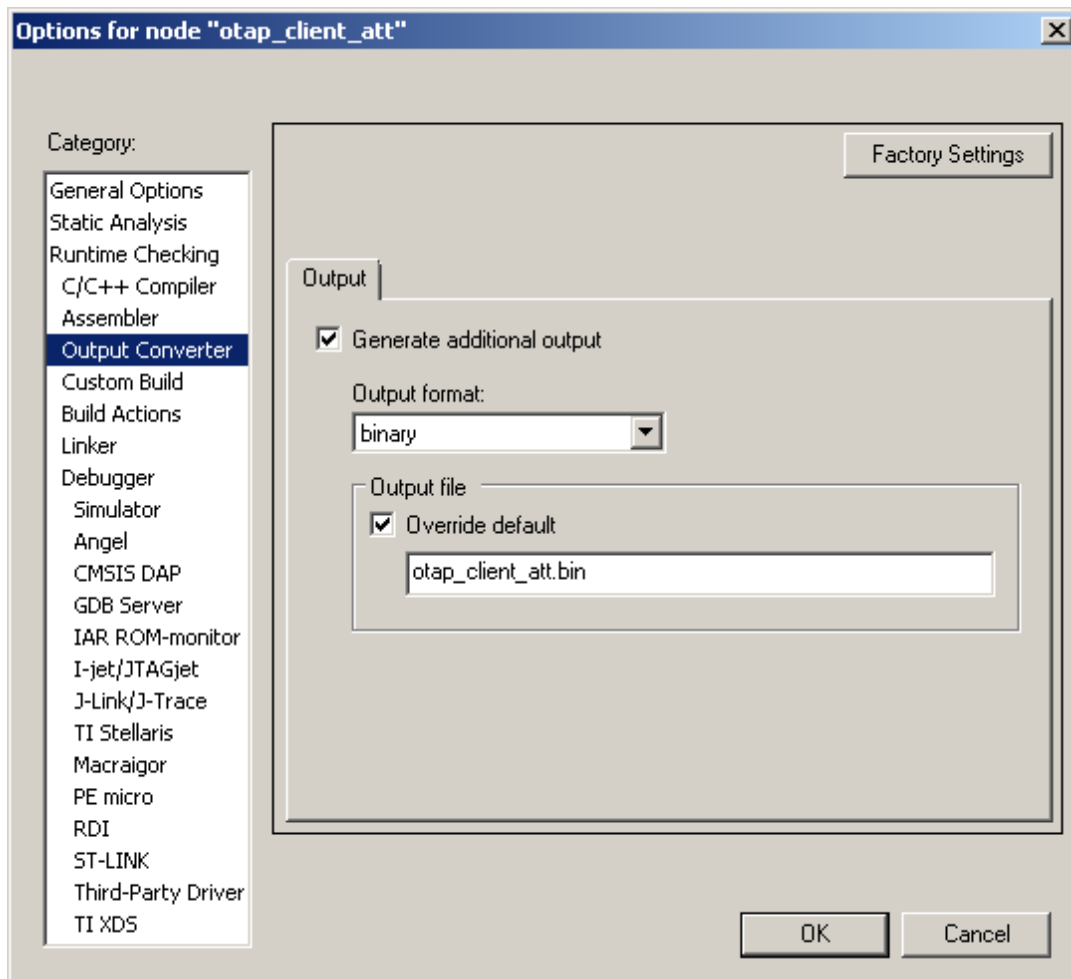 Options for node "otap_client_att"
Category:
Factory Settings
General Options
Static Analysis
Runtime Checking
C/C++ Compiler
Assembler
Output Converter
Custom Build
Build Actions
Linker
Debugger
Simulator
Angel
CMSIS DAP
GDB Server
IAR ROM-monitor
I-jet/JTAGjet
J-Link/J-Trace
TI Stellaris
Macraigor
PE micro
RDI
ST-LINK
Third-Party Driver
TI XDS
Output
Generate additional output
Output format:
binary
Output file
Override default
otap_client_att.bin
OK
Cancel